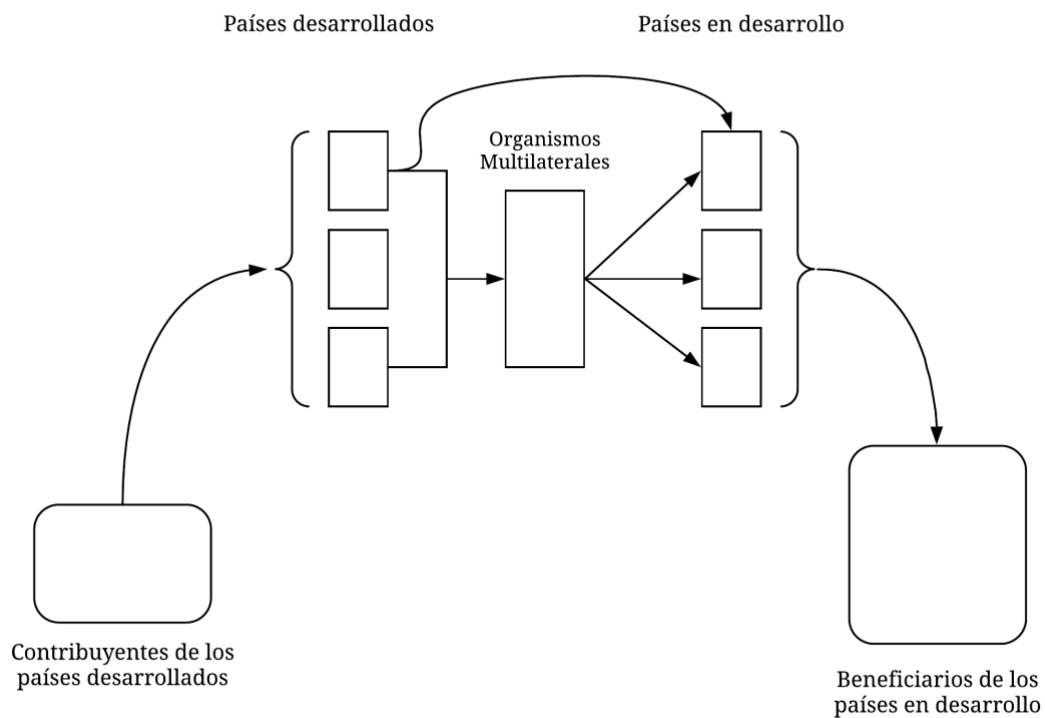 Países desarrollados
Países en desarrollo
Organismos
Multilaterales
Contribuyentes de los
países desarrollados
Beneficiarios de los
países en desarrollo